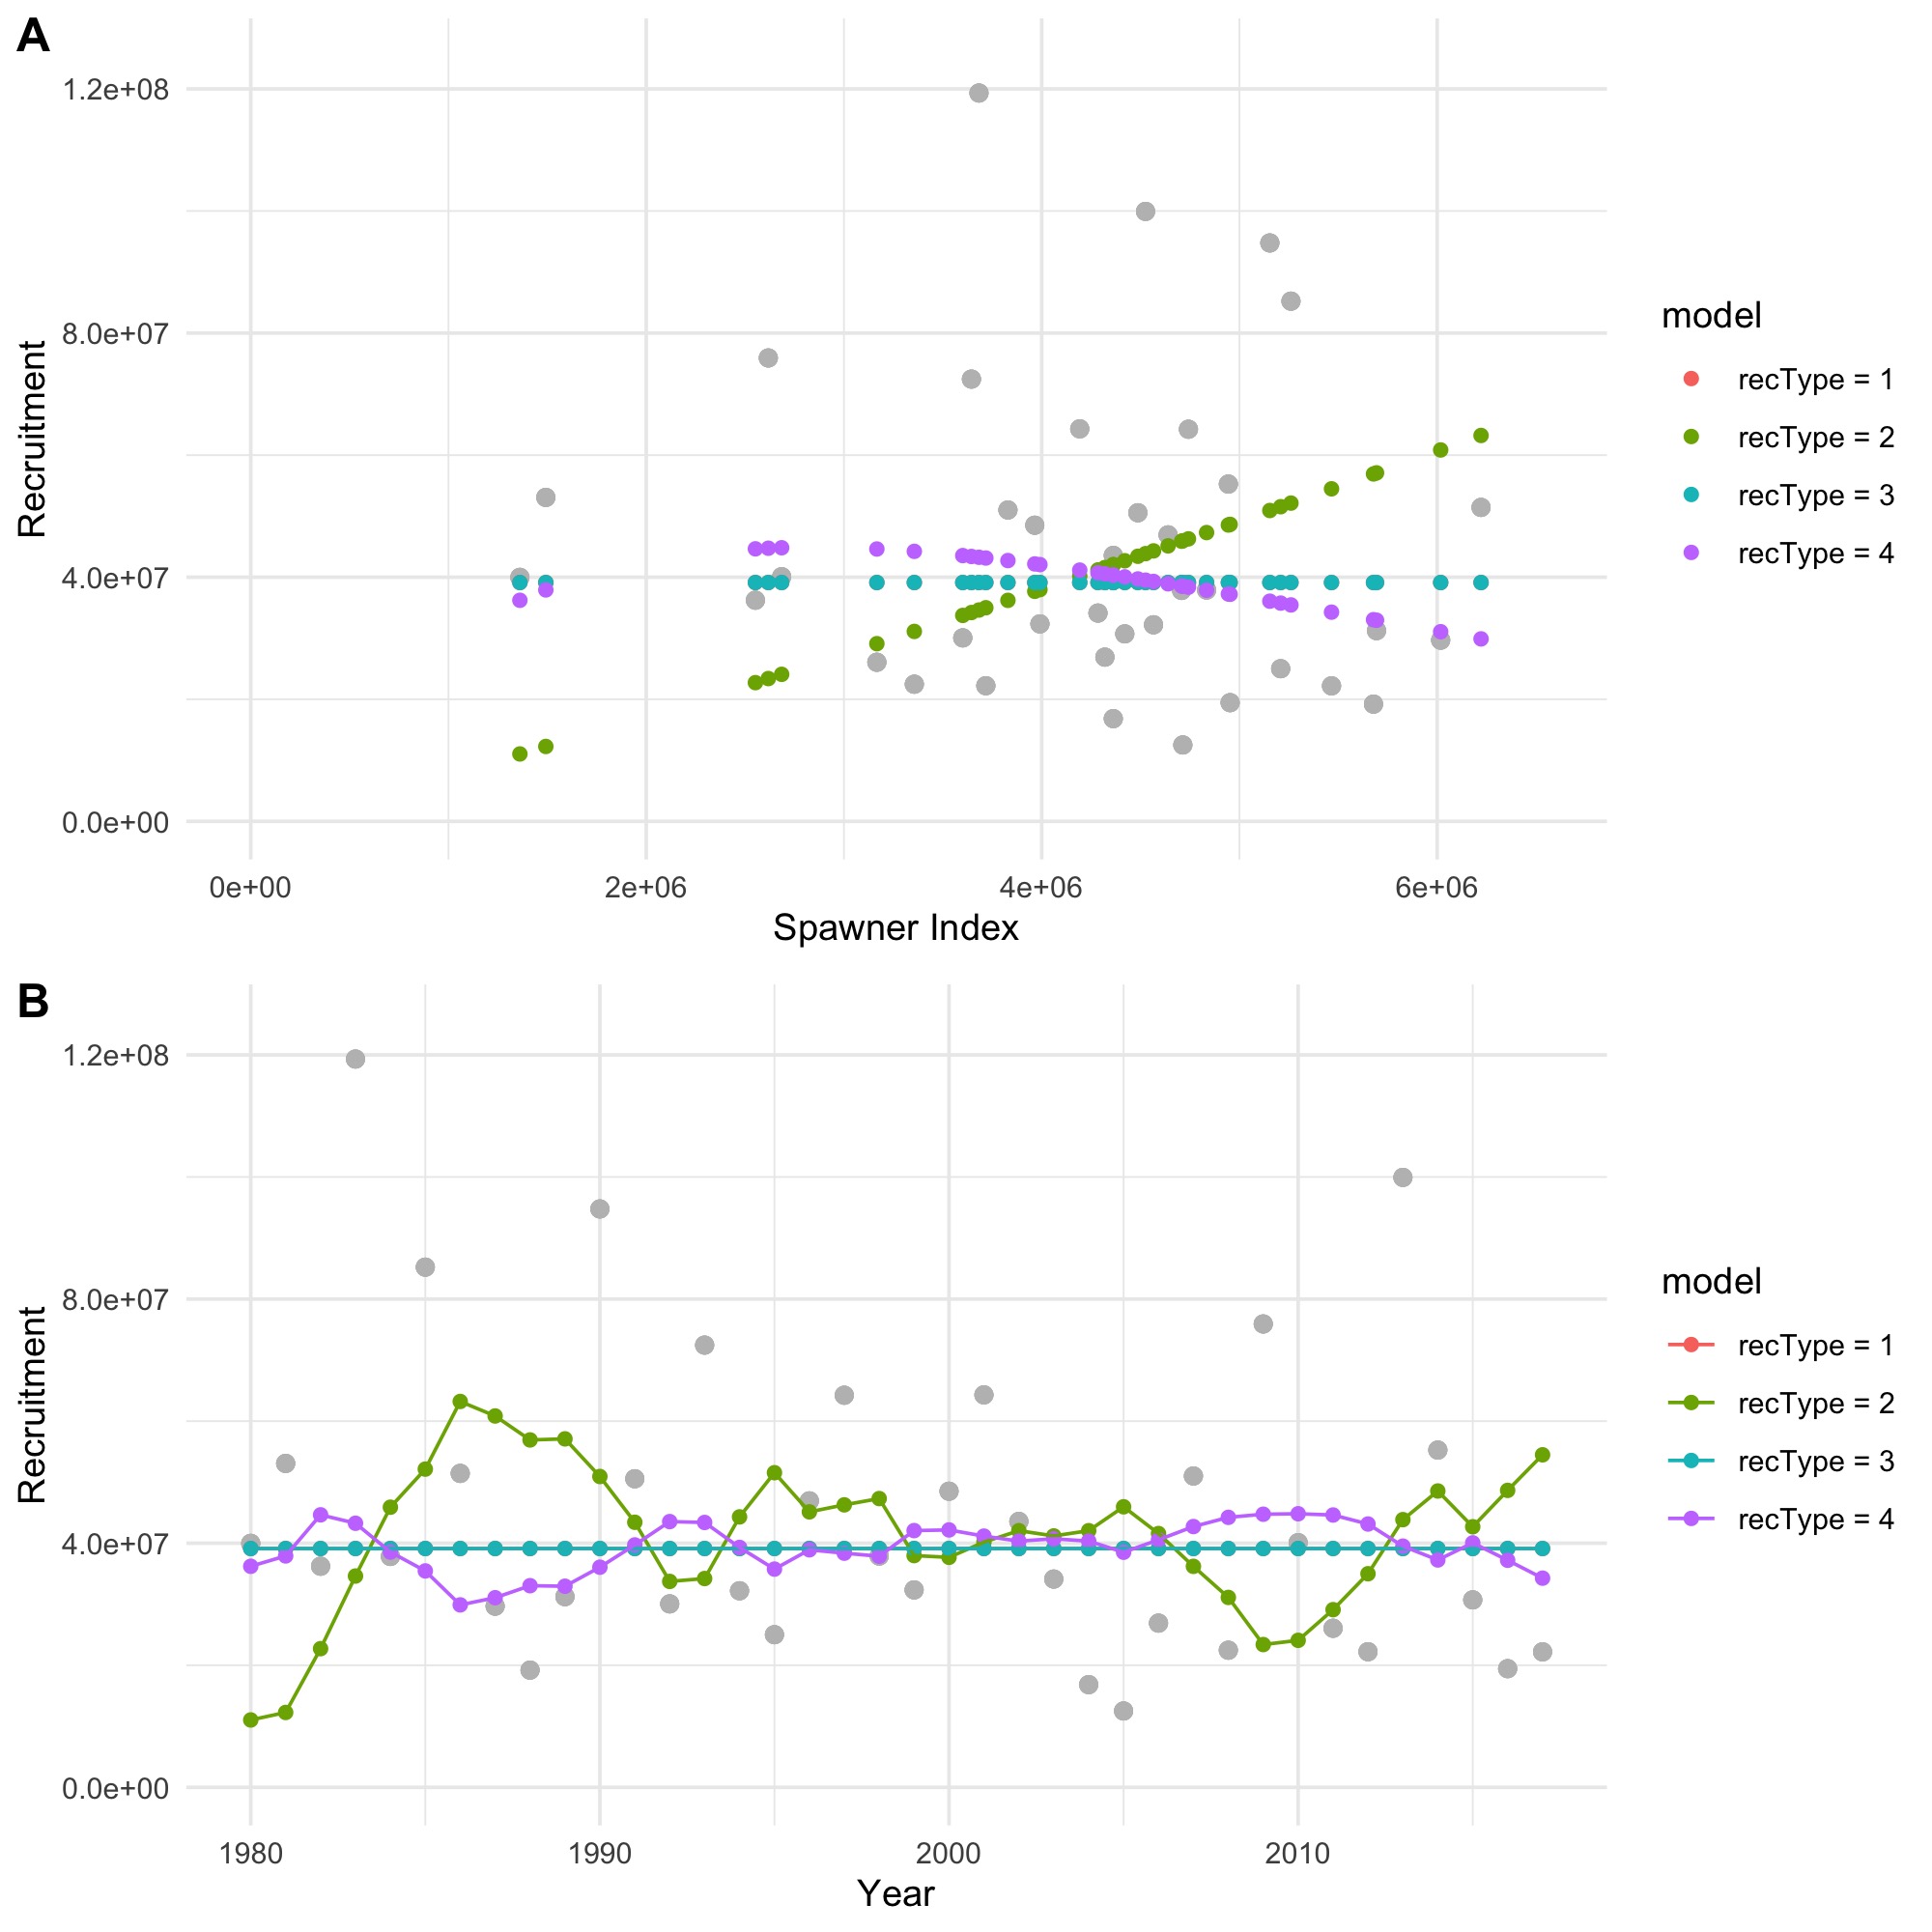 A
1.2e+08
8.0e+07
4.0e+07
0.0e+00
Recruitment
0e+00 2e+06 4e+06 6e+06
Spawner Index
model
recType = 1
recType = 2
recType = 3
recType = 4
B
1.2e+08
8.0e+07
4.0e+07
0.0e+00
Recruitment
1980 1990 2000 2010
Year
model
recType = 1
recType = 2
recType = 3
recType = 4